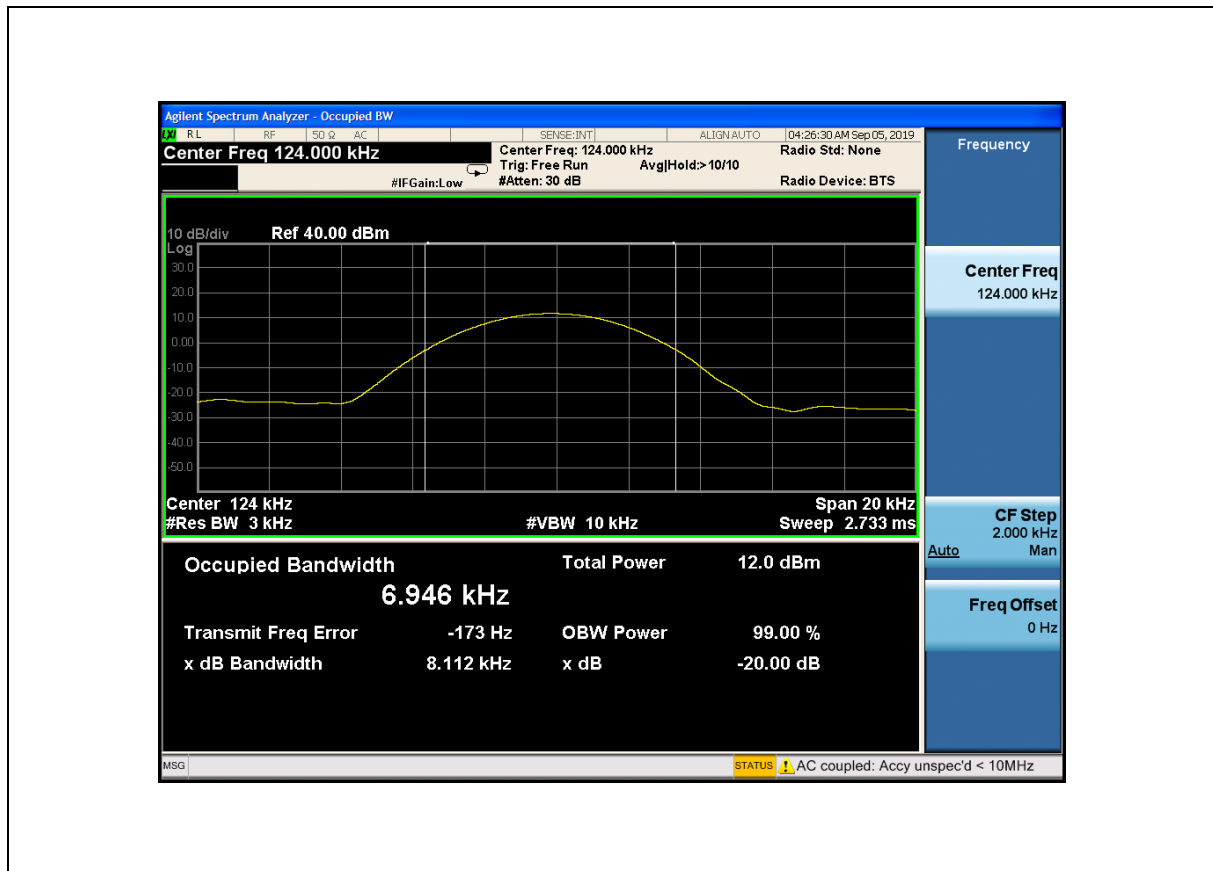 Agilent Spectrum Analyzer - Occupied BW
LXI RL RF 50 Ω AC SENSE:INT ALIGN AUTO 04:26:30 AM Sep 05, 2019
Center Freq 124.000 kHz
Center Freq: 124.000 kHz Radio Std: None
Trig: Free Run Avg|Hold:> 10/10
#IFGain:Low #Atten: 30 dB Radio Device: BTS
10 dB/div Ref 40.00 dBm
Log
30.0
20.0
10.0
0.00
-10.0
-20.0
-30.0
-40.0
-50.0
Center 124 kHz Span 20 kHz
#Res BW 3 kHz #VBW 10 kHz Sweep 2.733 ms
Occupied Bandwidth Total Power 12.0 dBm
6.946 kHz
Transmit Freq Error -173 Hz OBW Power 99.00 %
x dB Bandwidth 8.112 kHz x dB -20.00 dB
Frequency
Center Freq
124.000 kHz
CF Step
2.000 kHz
Auto Man
Freq Offset
0 Hz
MSG STATUS AC coupled: Accy unspec'd < 10MHz